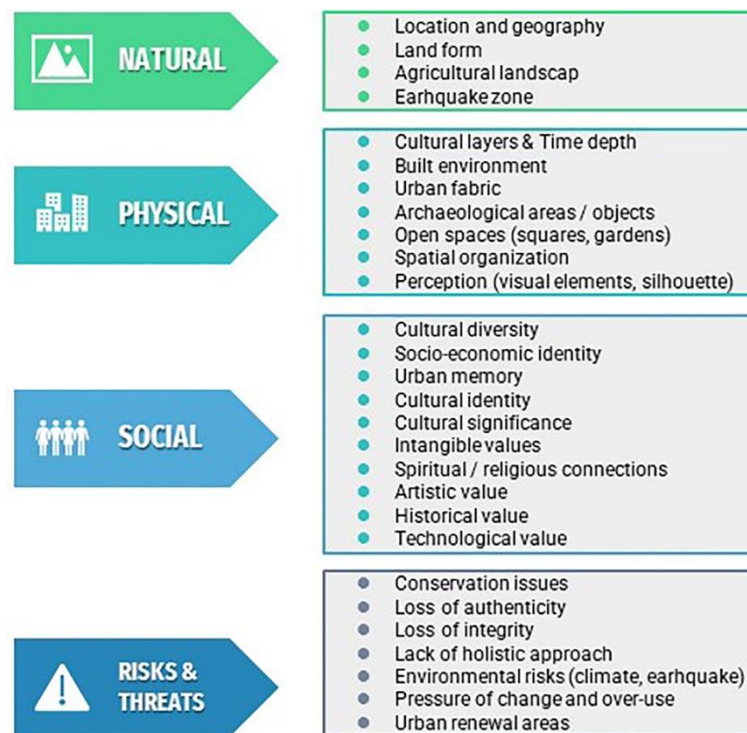 NATURAL
Location and geography
Land form
Agricultural landscap
Earhquake zone
PHYSICAL
Cultural layers & Time depth
Built environment
Urban fabric
Archaeological areas / objects
Open spaces (squares, gardens)
Spatial organization
Perception (visual elements, silhouette)
SOCIAL
Cultural diversity
Socio-economic identity
Urban memory
Cultural identity
Cultural significance
Intangible values
Spiritual / religious connections
Artistic value
Historical value
Technological value
RISKS &
THREATS
Conservation issues
Loss of authenticity
Loss of integrity
Lack of holistic approach
Environmental risks (climate, earhquake)
Pressure of change and over-use
Urban renewal areas